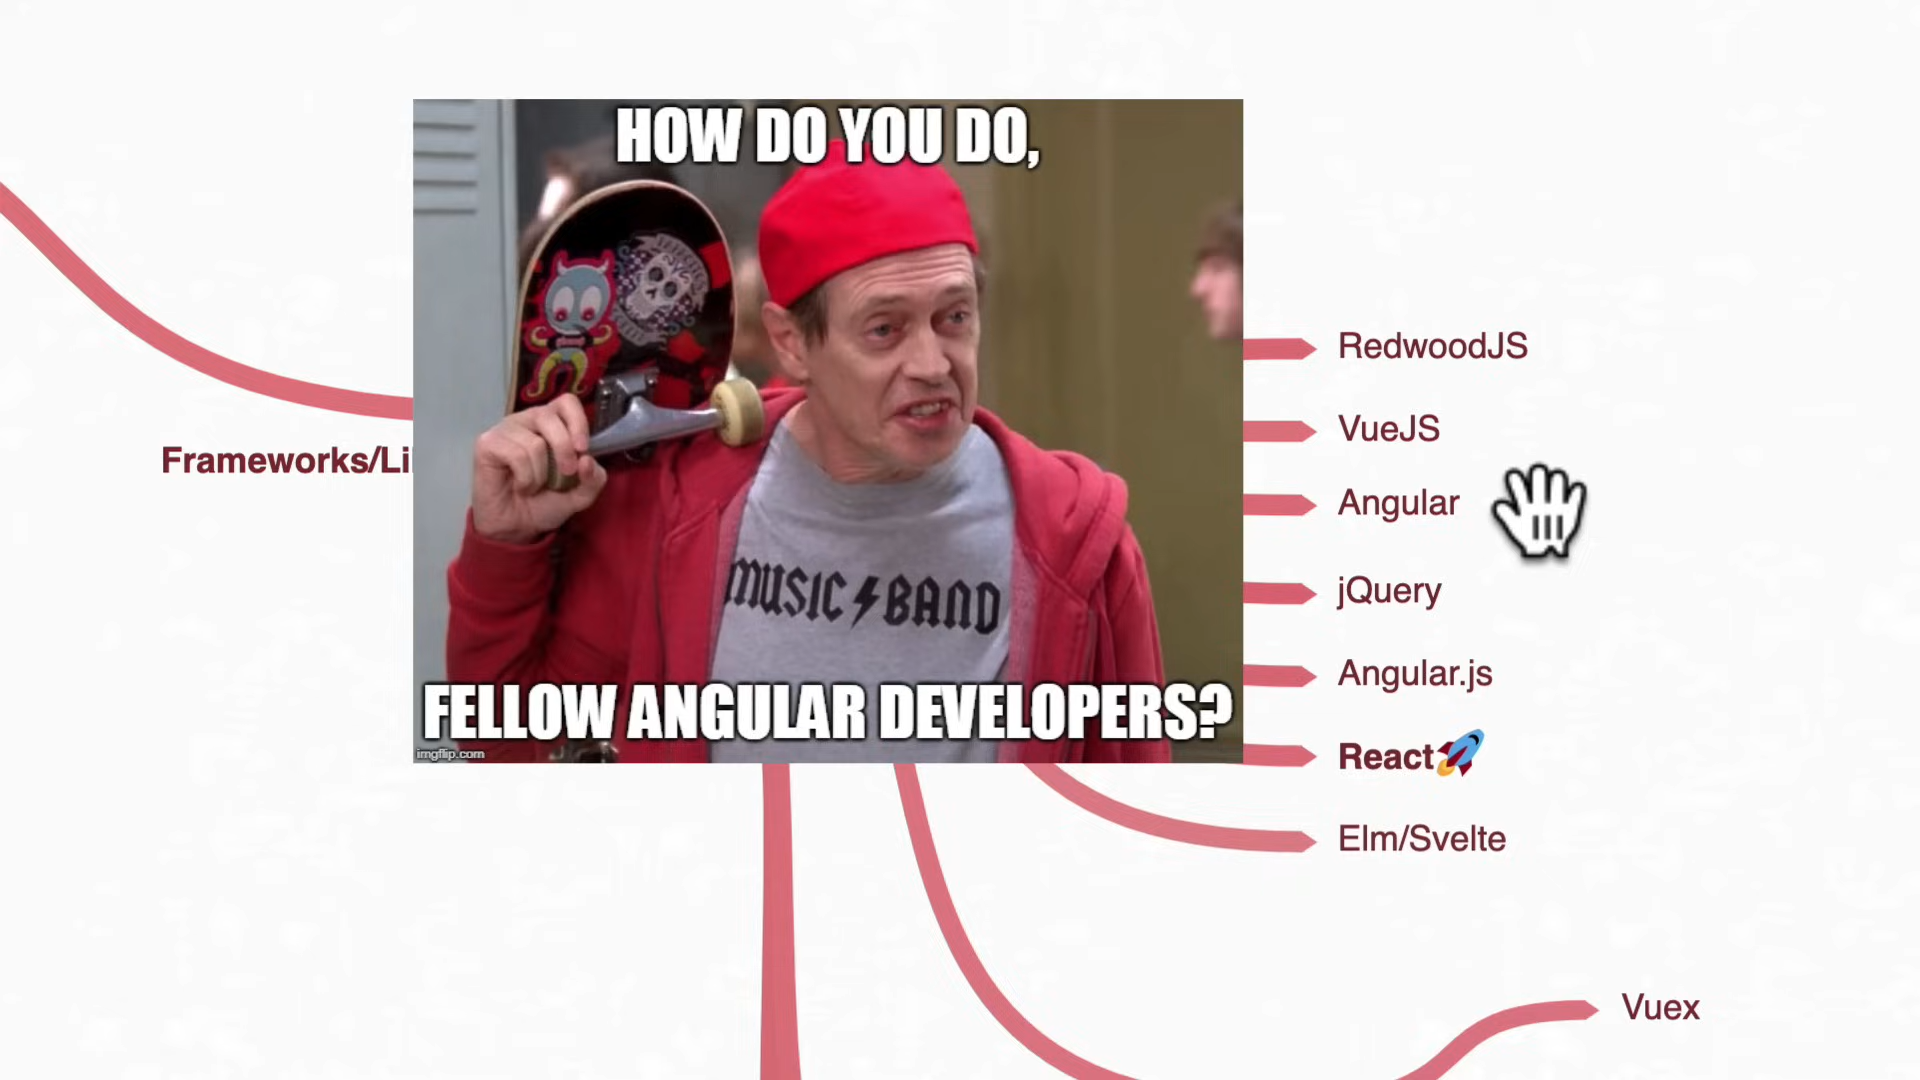 HOW DO YOU DO,
MUSIC BAND
FELLOW ANGULAR DEVELOPERS?
imgflip.com
Frameworks/Li
RedwoodJS
VueJS
Angular
jQuery
Angular.js
React🚀
Elm/Svelte
Vuex